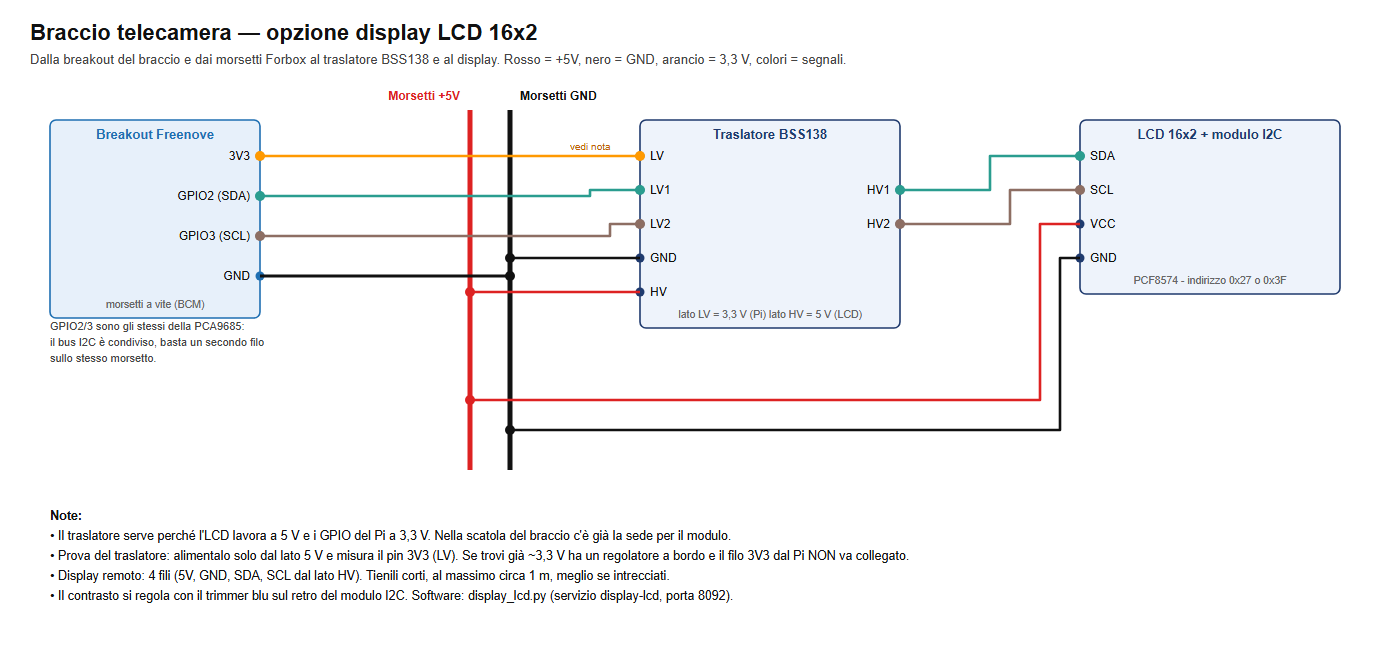 Braccio telecamera — opzione display LCD 16x2
Dalla breakout del braccio e dai morsetti Forbox al traslatore BSS138 e al display. Rosso = +5V, nero = GND, arancio = 3,3 V, colori = segnali.
Morsetti +5V
Morsetti GND
Breakout Freenove
3V3
GPIO2 (SDA)
GPIO3 (SCL)
GND
morsetti a vite (BCM)
GPIO2/3 sono gli stessi della PCA9685:
il bus I2C è condiviso, basta un secondo filo
sullo stesso morsetto.
vedi nota
Traslatore BSS138
LV
LV1
LV2
GND
HV
HV1
HV2
lato LV = 3,3 V (Pi) lato HV = 5 V (LCD)
LCD 16x2 + modulo I2C
SDA
SCL
VCC
GND
PCF8574 - indirizzo 0x27 o 0x3F
Note:
• Il traslatore serve perché l'LCD lavora a 5 V e i GPIO del Pi a 3,3 V. Nella scatola del braccio c'è già la sede per il modulo.
• Prova del traslatore: alimentalo solo dal lato 5 V e misura il pin 3V3 (LV). Se trovi già ~3,3 V ha un regolatore a bordo e il filo 3V3 dal Pi NON va collegato.
• Display remoto: 4 fili (5V, GND, SDA, SCL dal lato HV). Tienili corti, al massimo circa 1 m, meglio se intrecciati.
• Il contrasto si regola con il trimmer blu sul retro del modulo I2C. Software: display_lcd.py (servizio display-lcd, porta 8092).